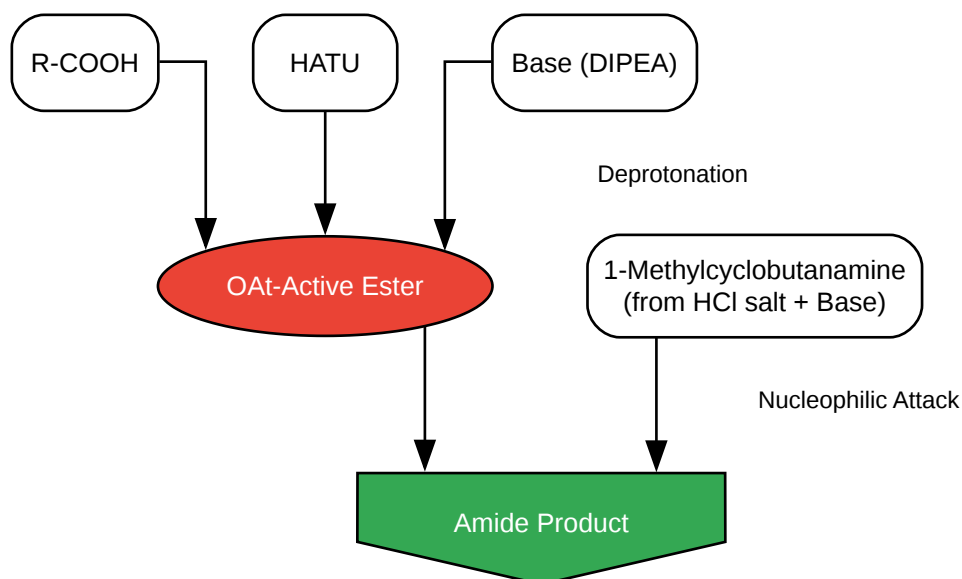 R-COOH
HATU
Base (DIPEA)
Deprotonation
OAt-Active Ester
1-Methylcyclobutanamine
(from HCl salt + Base)
Nucleophilic Attack
Amide Product